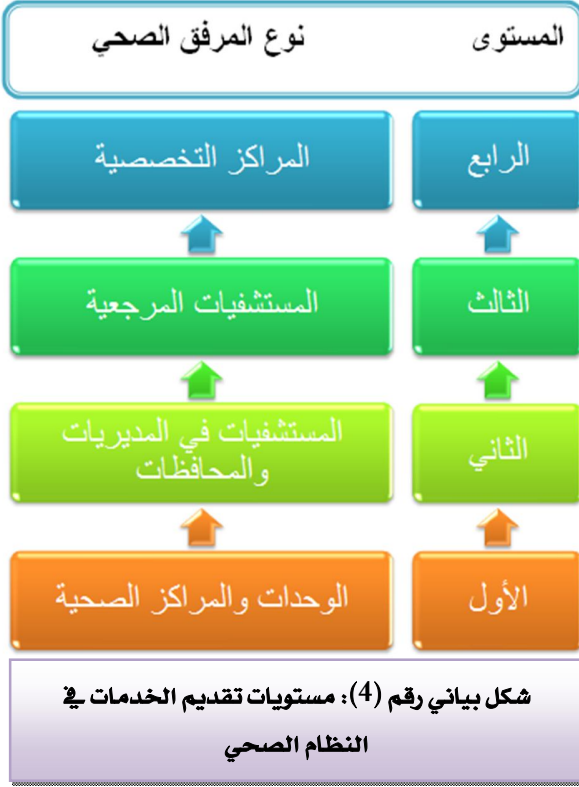 المستوى نوع المرفق الصحي
الرابع المراكز التخصصية
الثالث المستشفيات المرجعية
الثاني المستشفيات في المديريات
والمحافظات
الأول الوحدات والمراكز الصحية
شكل بياني رقم (4): مستويات تقديم الخدمات في
النظام الصحي